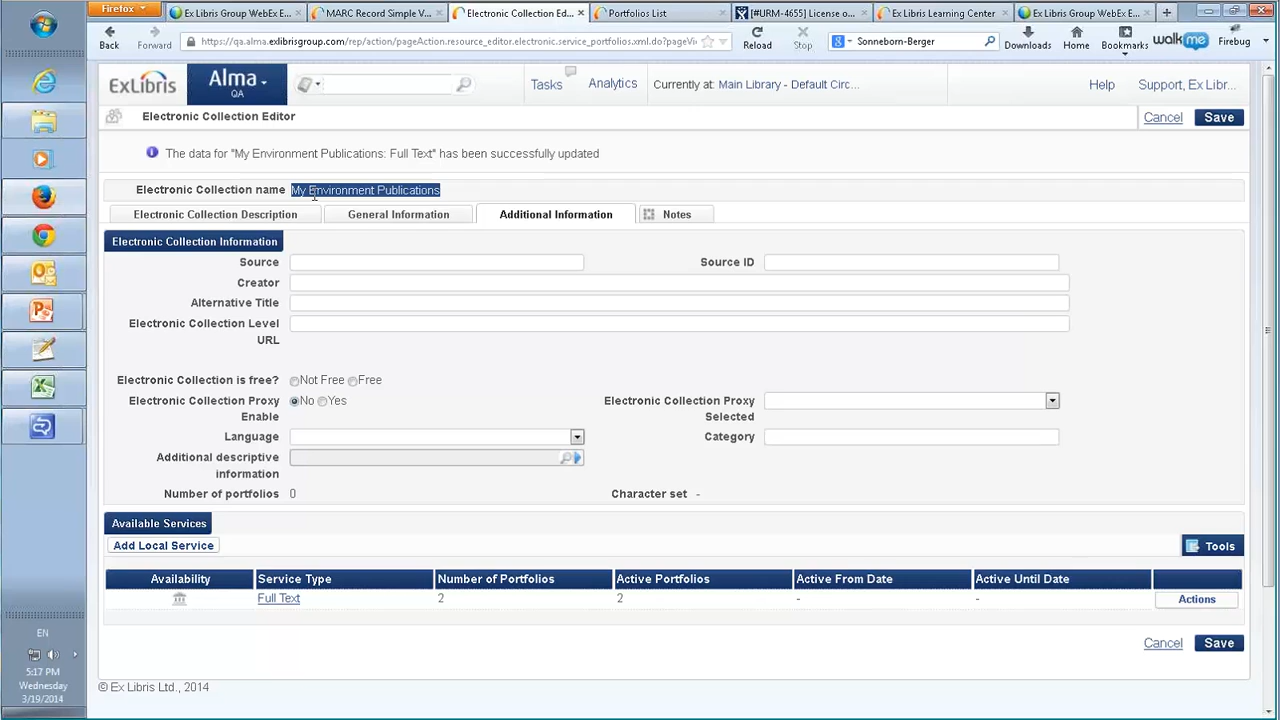 Firefox
Ex Libris Group WebEx E...
MARC Record Simple V...
Electronic Collection Ed...
Portfolios List
[#URM-4655] License o...
Ex Libris Learning Center
Ex Libris Group WebEx E...
Back
Forward
https://qa.alma.exlibrisgroup.com/rep/action/pageAction.resource_editor.electronic.service_portfolios.xml.do?pageVi
Reload
Stop
Sonneborn-Berger
Downloads
Home
Bookmarks
walkme
Firebug
ExLibris
Alma
QA
Tasks
Analytics
Currently at: Main Library - Default Circ...
Help
Support, Ex Libr...
Electronic Collection Editor
Cancel
Save
The data for "My Environment Publications: Full Text" has been successfully updated
Electronic Collection name My Environment Publications
Electronic Collection Description
General Information
Additional Information
Notes
Electronic Collection Information
Source
Source ID
Creator
Alternative Title
Electronic Collection Level
URL
Electronic Collection is free? Not Free Free
Electronic Collection Proxy
Enable
No Yes
Electronic Collection Proxy
Selected
Language
Category
Additional descriptive
information
Number of portfolios 0
Character set -
Available Services
Add Local Service
Tools
Availability Service Type Number of Portfolios Active Portfolios Active From Date Active Until Date
Full Text 2 2 - - Actions
Cancel
Save
© Ex Libris Ltd., 2014
EN
5:17 PM
Wednesday
3/19/2014